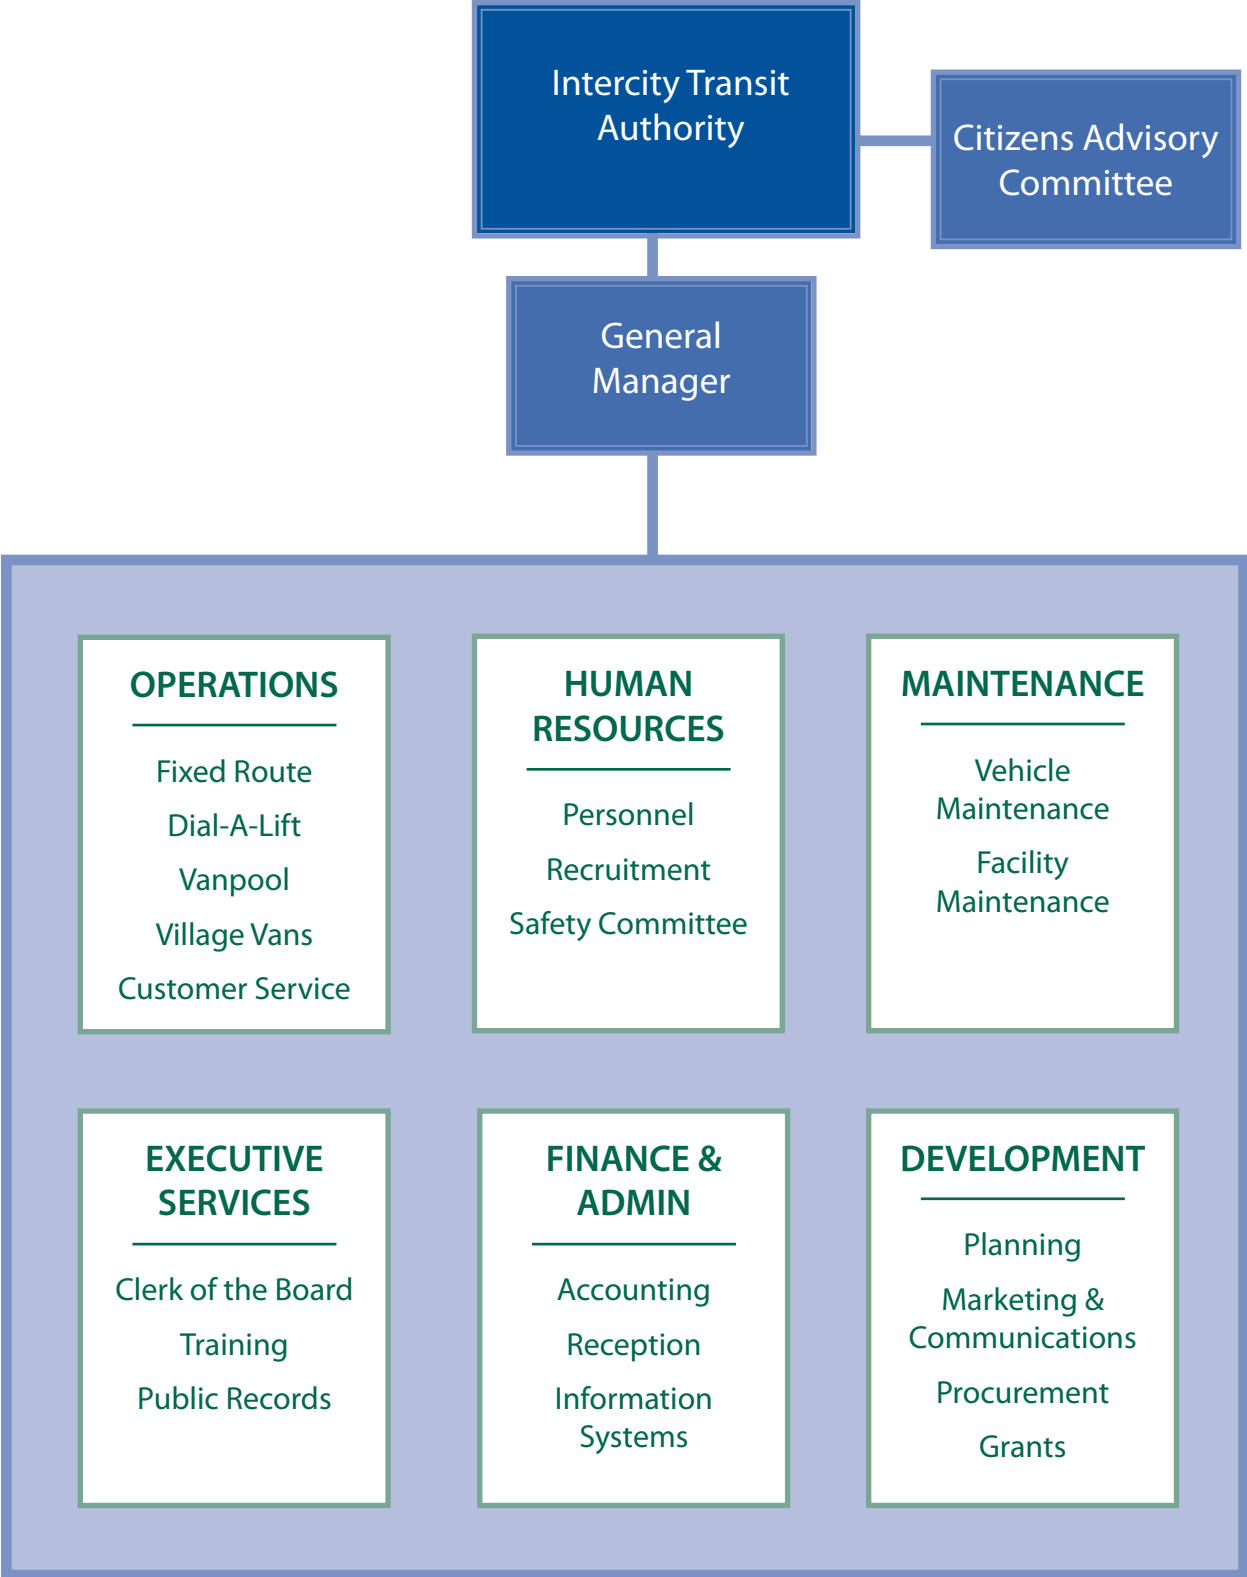 Intercity Transit
Authority
Citizens Advisory
Committee
General
Manager
OPERATIONS
Fixed Route
Dial-A-Lift
Vanpool
Village Vans
Customer Service
HUMAN
RESOURCES
Personnel
Recruitment
Safety Committee
MAINTENANCE
Vehicle
Maintenance
Facility
Maintenance
EXECUTIVE
SERVICES
Clerk of the Board
Training
Public Records
FINANCE &
ADMIN
Accounting
Reception
Information
Systems
DEVELOPMENT
Planning
Marketing &
Communications
Procurement
Grants